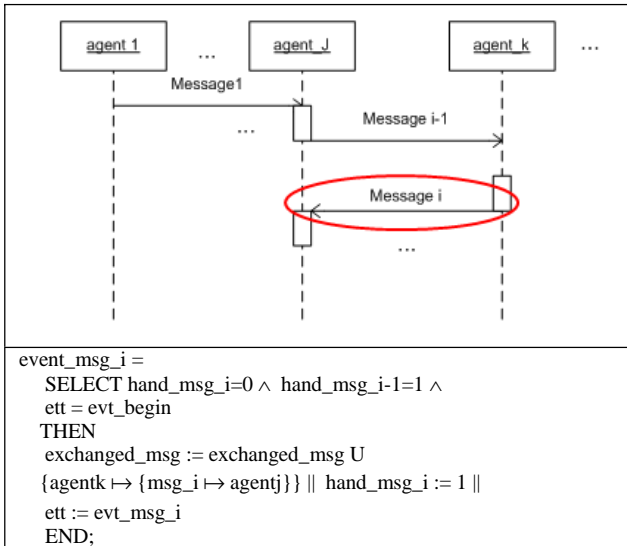 agent 1 ... agent_J agent_k ...
Message1
... Message i-1
Message i
...
event_msg_i =
SELECT hand_msg_i=0 ∧ hand_msg_i-1=1 ∧
ett = evt_begin
THEN
exchanged_msg := exchanged_msg U
{agentk ↦ {msg_i ↦ agentj}} || hand_msg_i := 1 ||
ett := evt_msg_i
END;